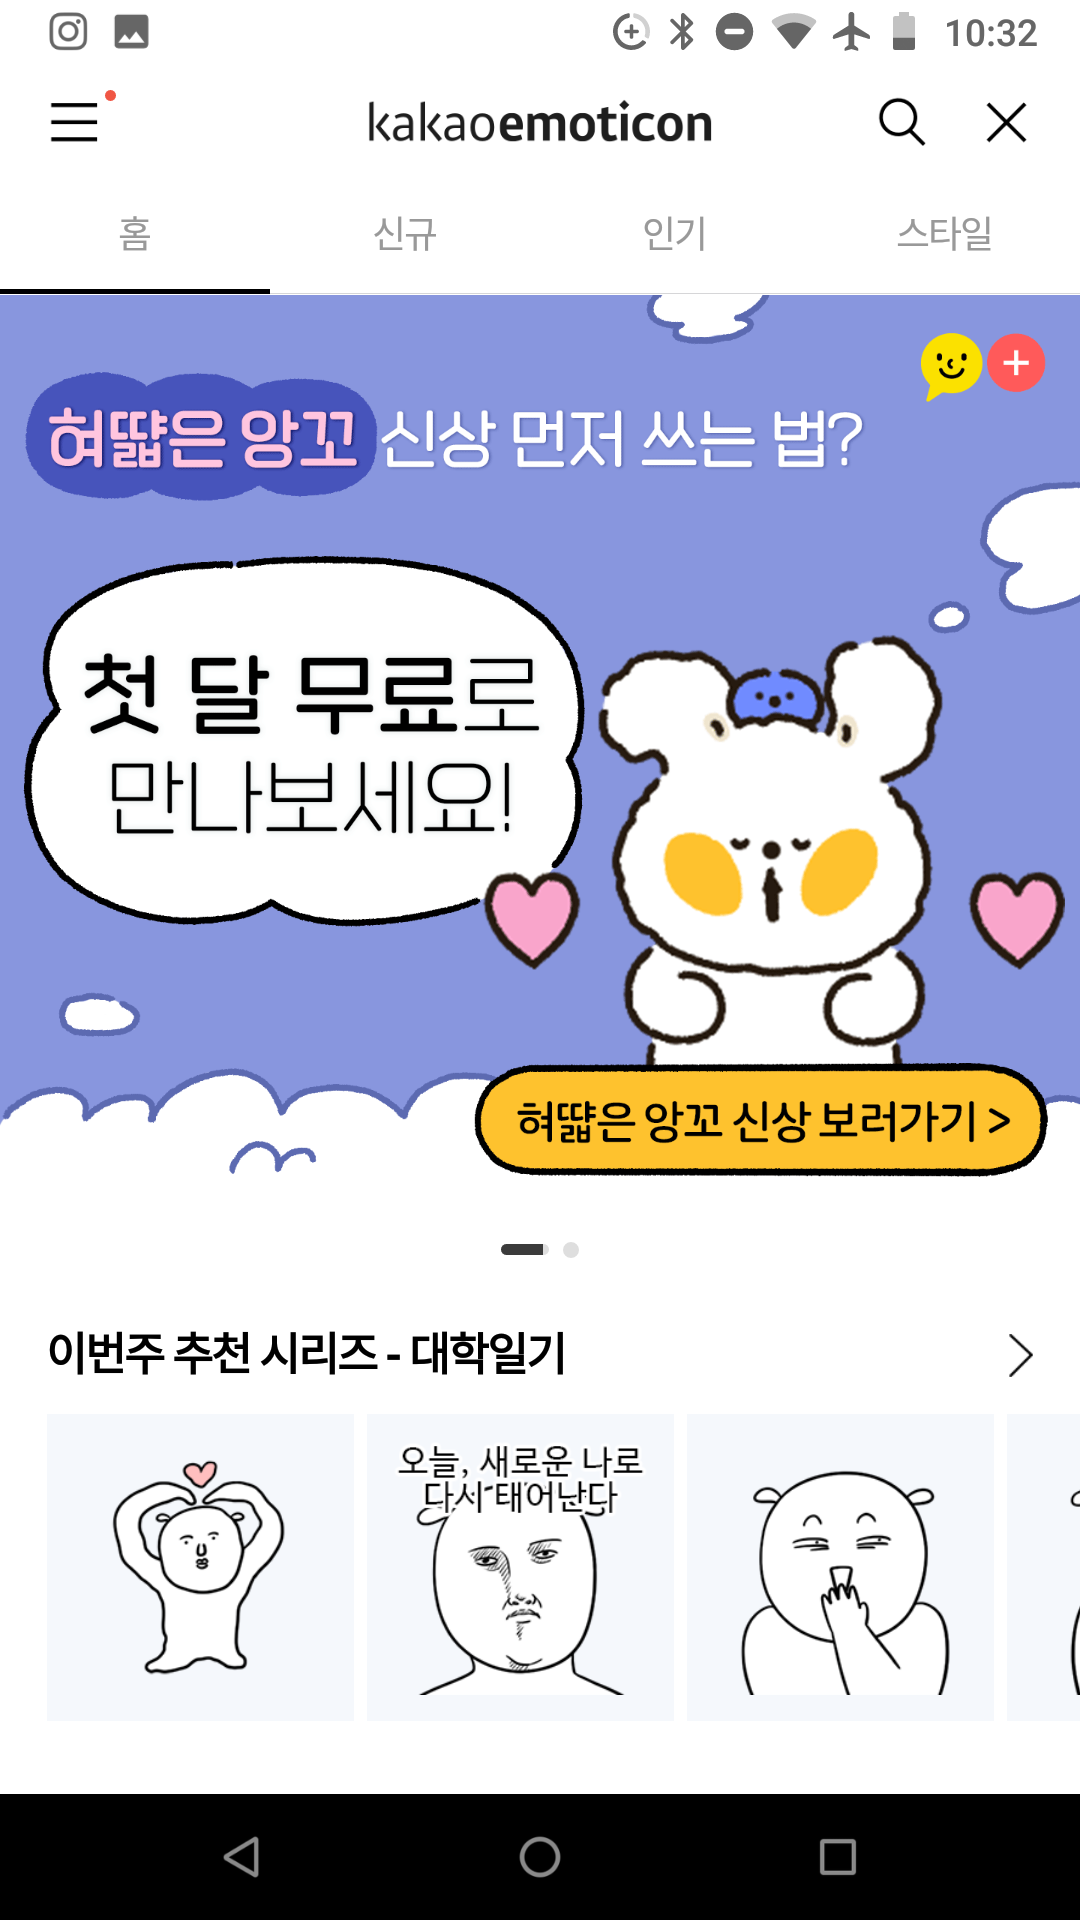 10:32
kakaoemoticon
홈
신규
인기
스타일
혀땳은 앙꼬 신상 먼저 쓰는 법?
첫 달 무료로
만나보세요!
혀땳은 앙꼬 신상 보러가기 >
이번주 추천 시리즈 - 대학일기
오늘, 새로운 나로
다시 태어난다